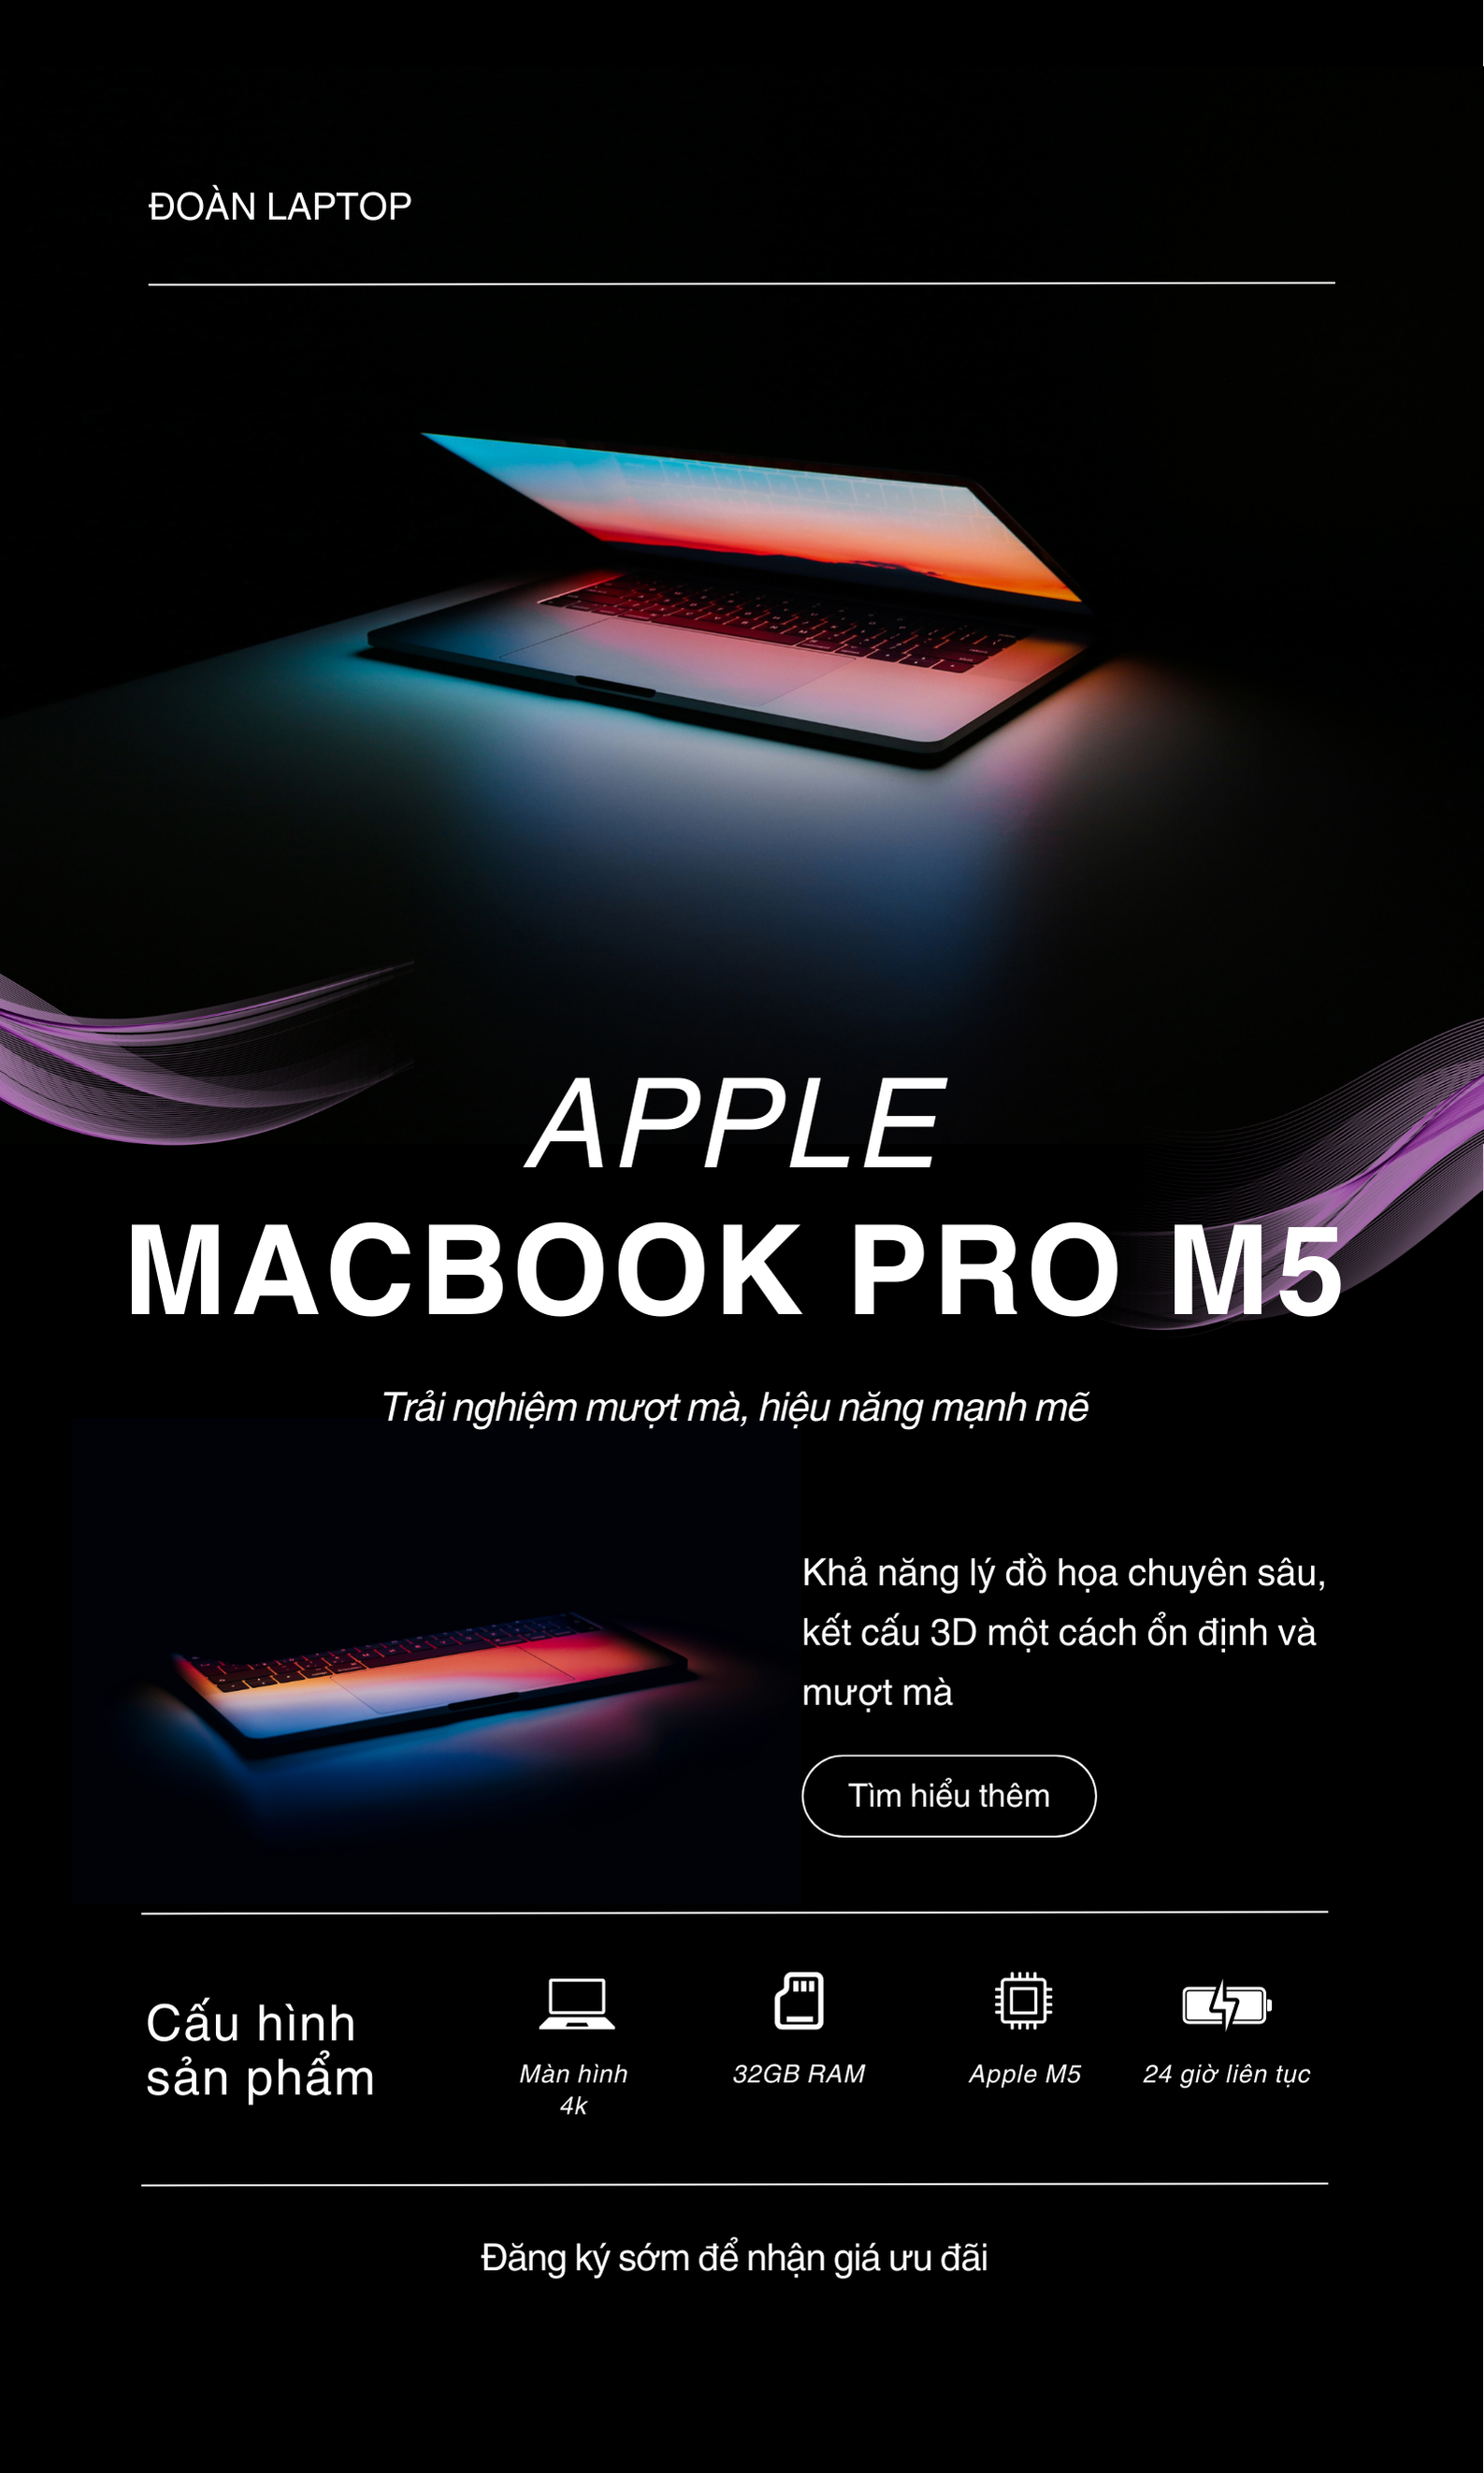 ĐOÀN LAPTOP
APPLE
MACBOOK PRO M5
Trải nghiệm mượt mà, hiệu năng mạnh mẽ
Khả năng lý đồ họa chuyên sâu,
kết cấu 3D một cách ổn định và
mượt mà
Tìm hiểu thêm
Cấu hình
sản phẩm
Màn hình
4k
32GB RAM
Apple M5
24 giờ liên tục
Đăng ký sớm để nhận giá ưu đãi